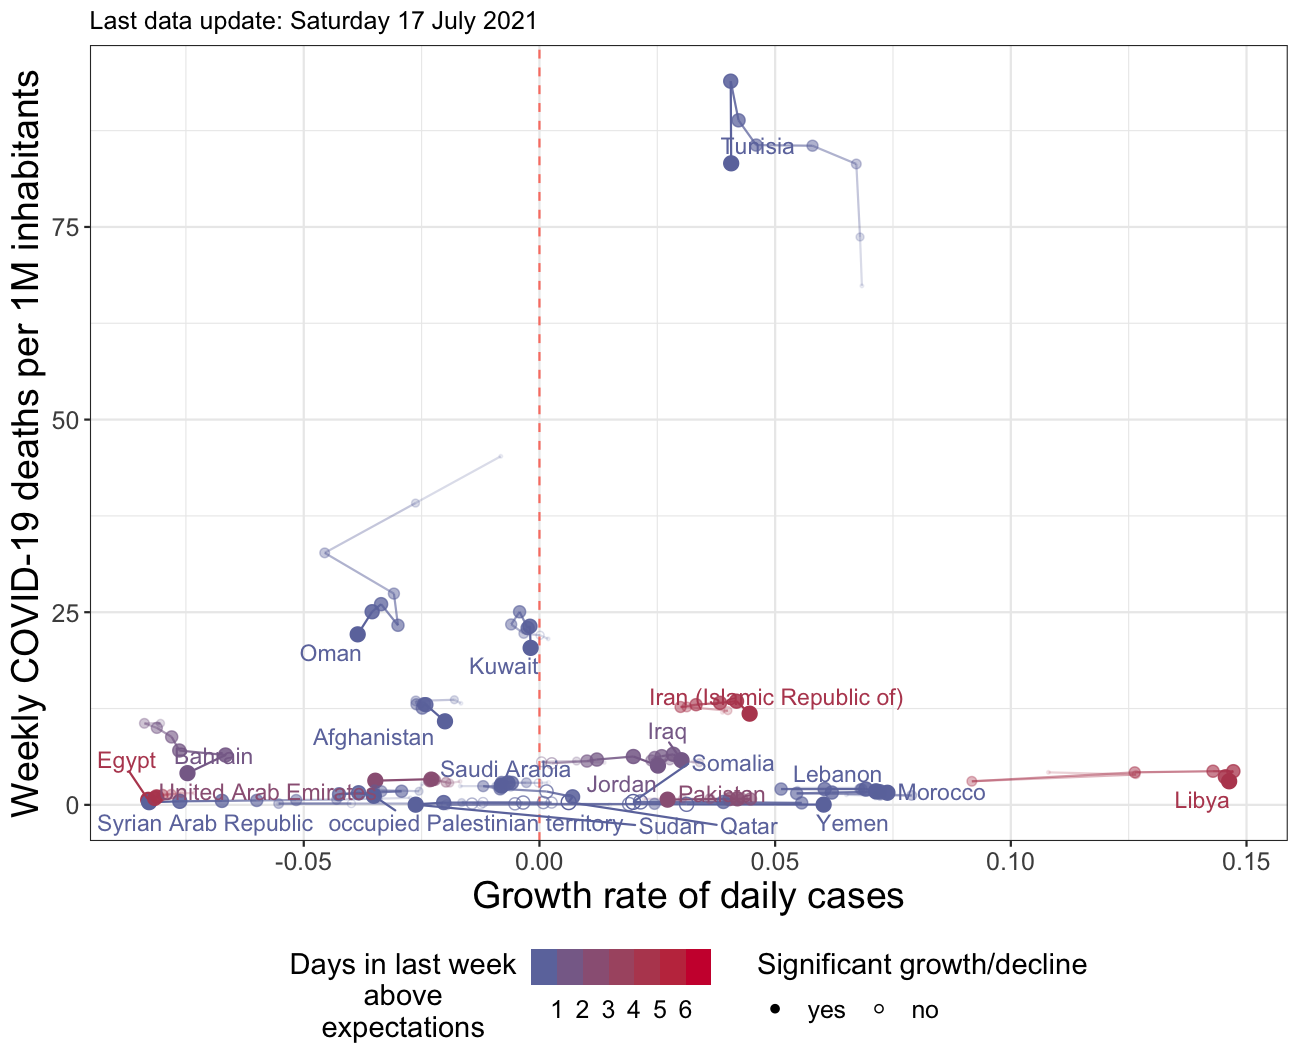 Last data update: Saturday 17 July 2021
Weekly COVID-19 deaths per 1M inhabitants
75
50
25
0
Tunisia
Oman
Kuwait
Afghanistan
Iran (Islamic Republic of)
Iraq
Bahrain
Egypt
Saudi Arabia
Somalia
Lebanon
Jordan
United Arab Emirates
Pakistan
Morocco
Libya
Syrian Arab Republic
occupied Palestinian territory
Sudan
Qatar
Yemen
-0.05
0.00
0.05
0.10
0.15
Growth rate of daily cases
Days in last week
above
expectations
1 2 3 4 5 6
Significant growth/decline
yes
no